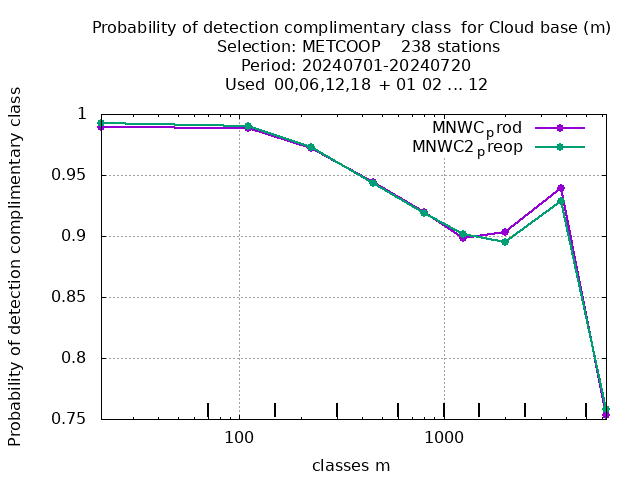 Probability of detection complimentary class  for Cloud base (m)
Selection: METCOOP    238 stations
Period: 20240701-20240720
Used  00,06,12,18 + 01 02 ... 12
Probability of detection complimentary class
1
0.95
0.9
0.85
0.8
0.75
MNWCprod
MNWC2preop
100
1000
classes m